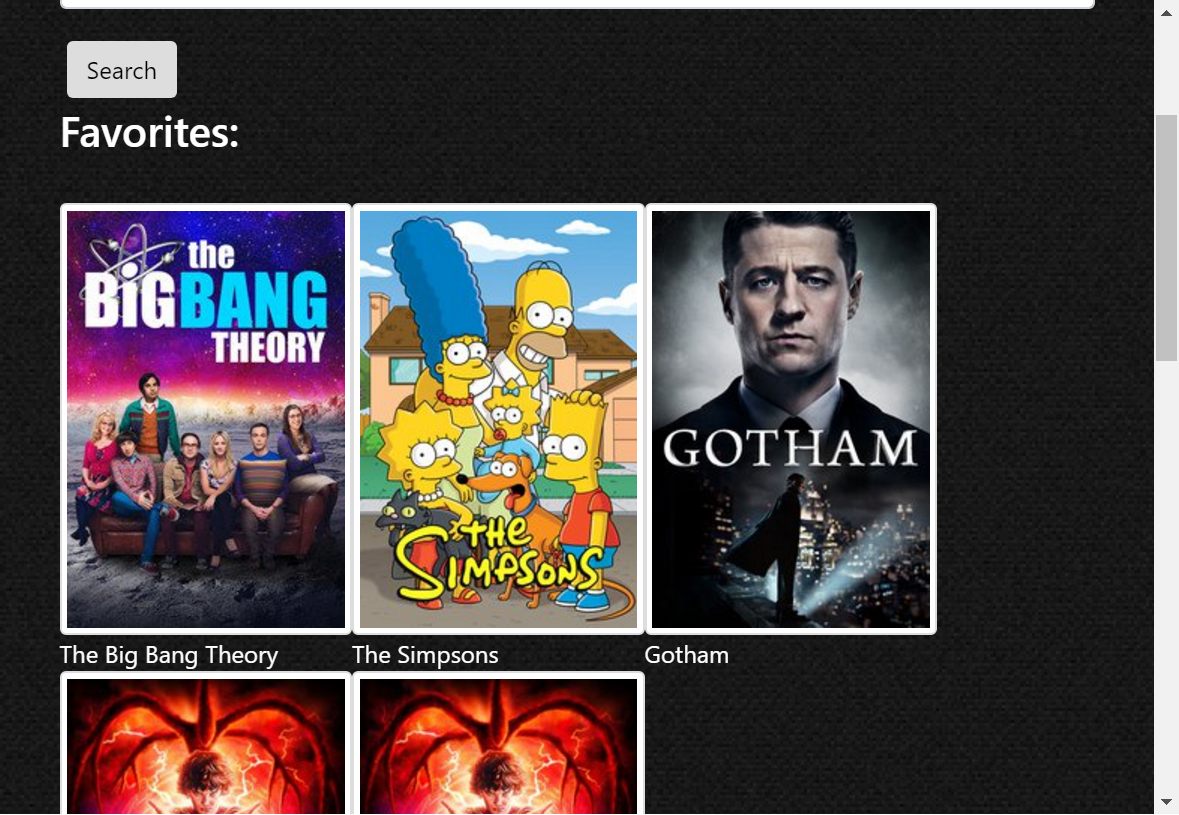 Search
Favorites:
the
BIG BANG
THEORY
THE
SIMPSONS
GOTHAM
The Big Bang Theory
The Simpsons
Gotham